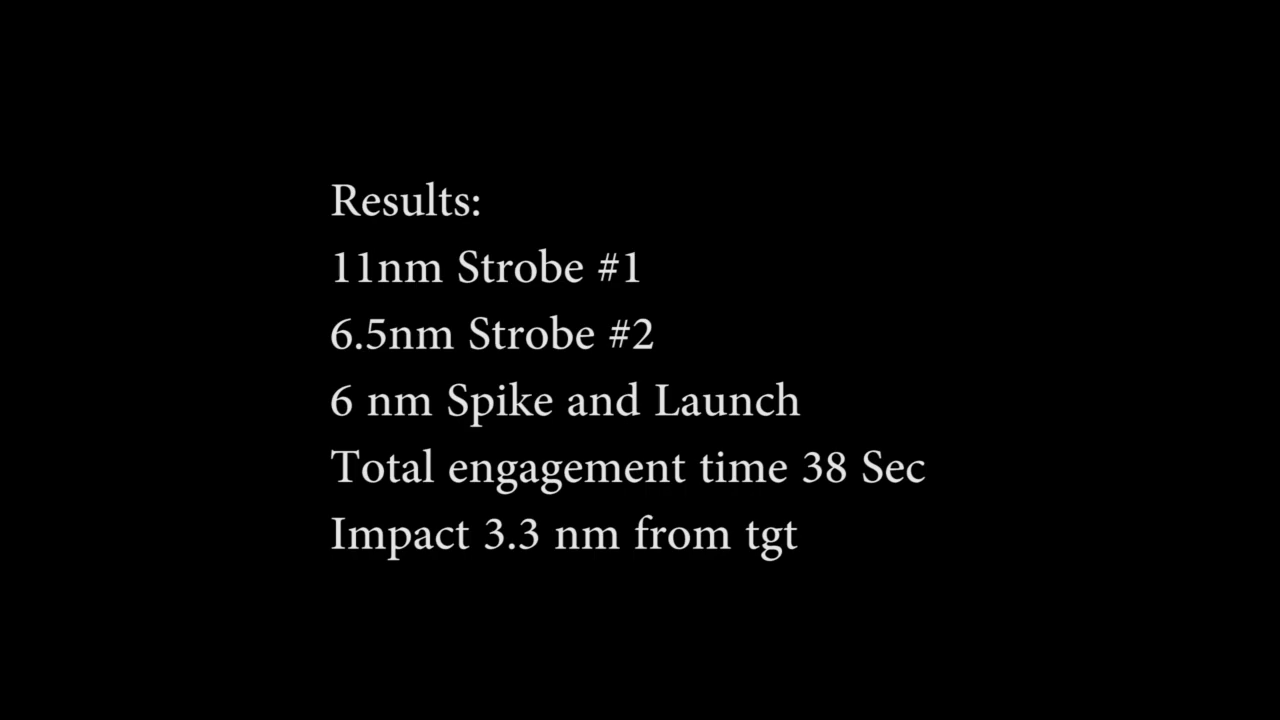 Results:
11nm Strobe #1
6.5nm Strobe #2
6 nm Spike and Launch
Total engagement time 38 Sec
Impact 3.3 nm from tgt